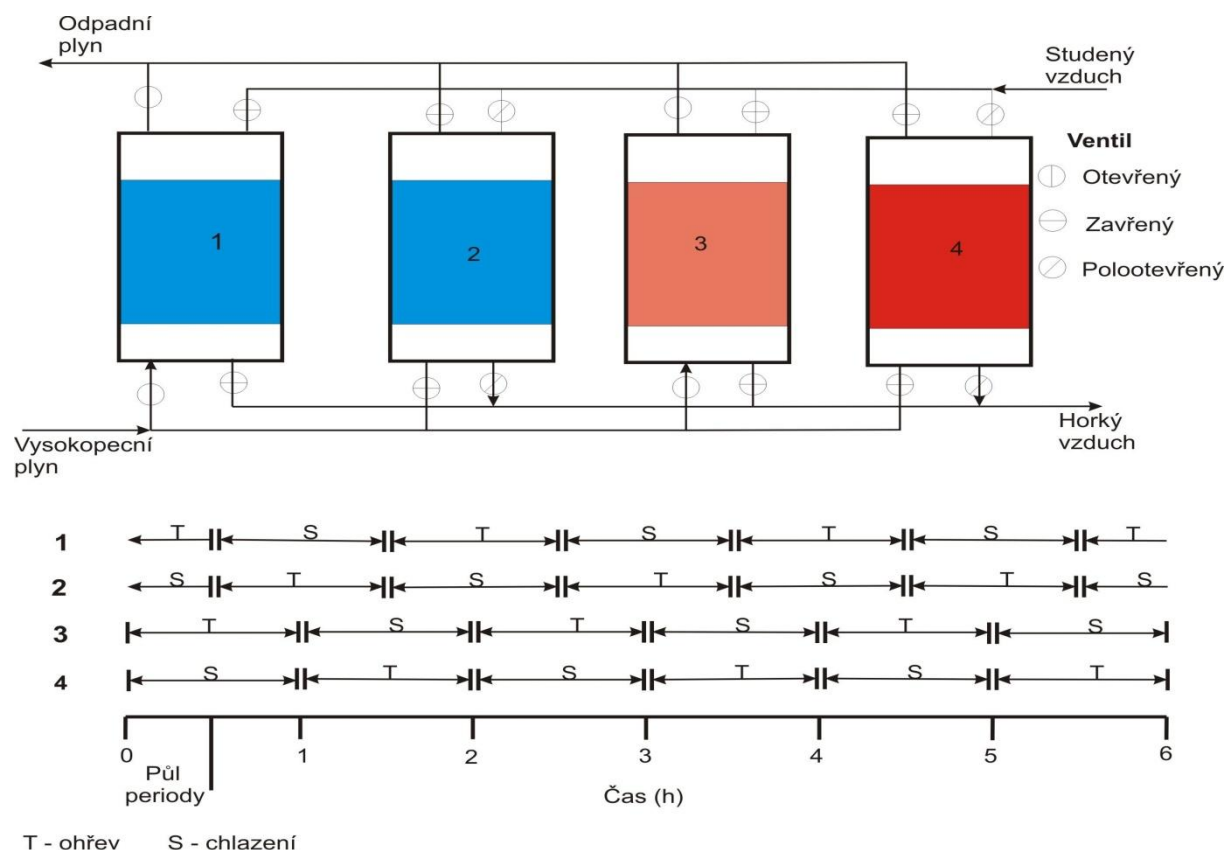 Odpadní
plyn
Studený
vzduch
Ventil
Otevřený
Zavřený
Polootevřený
1
2
3
4
Vysokopecní
plyn
Horký
vzduch
1 T S T S T S T
2 S T S T S T S
3 T S T S T S
4 S T S T S T
0 1 2 3 4 5 6
Půl
periody
Čas (h)
T - ohřev S - chlazení